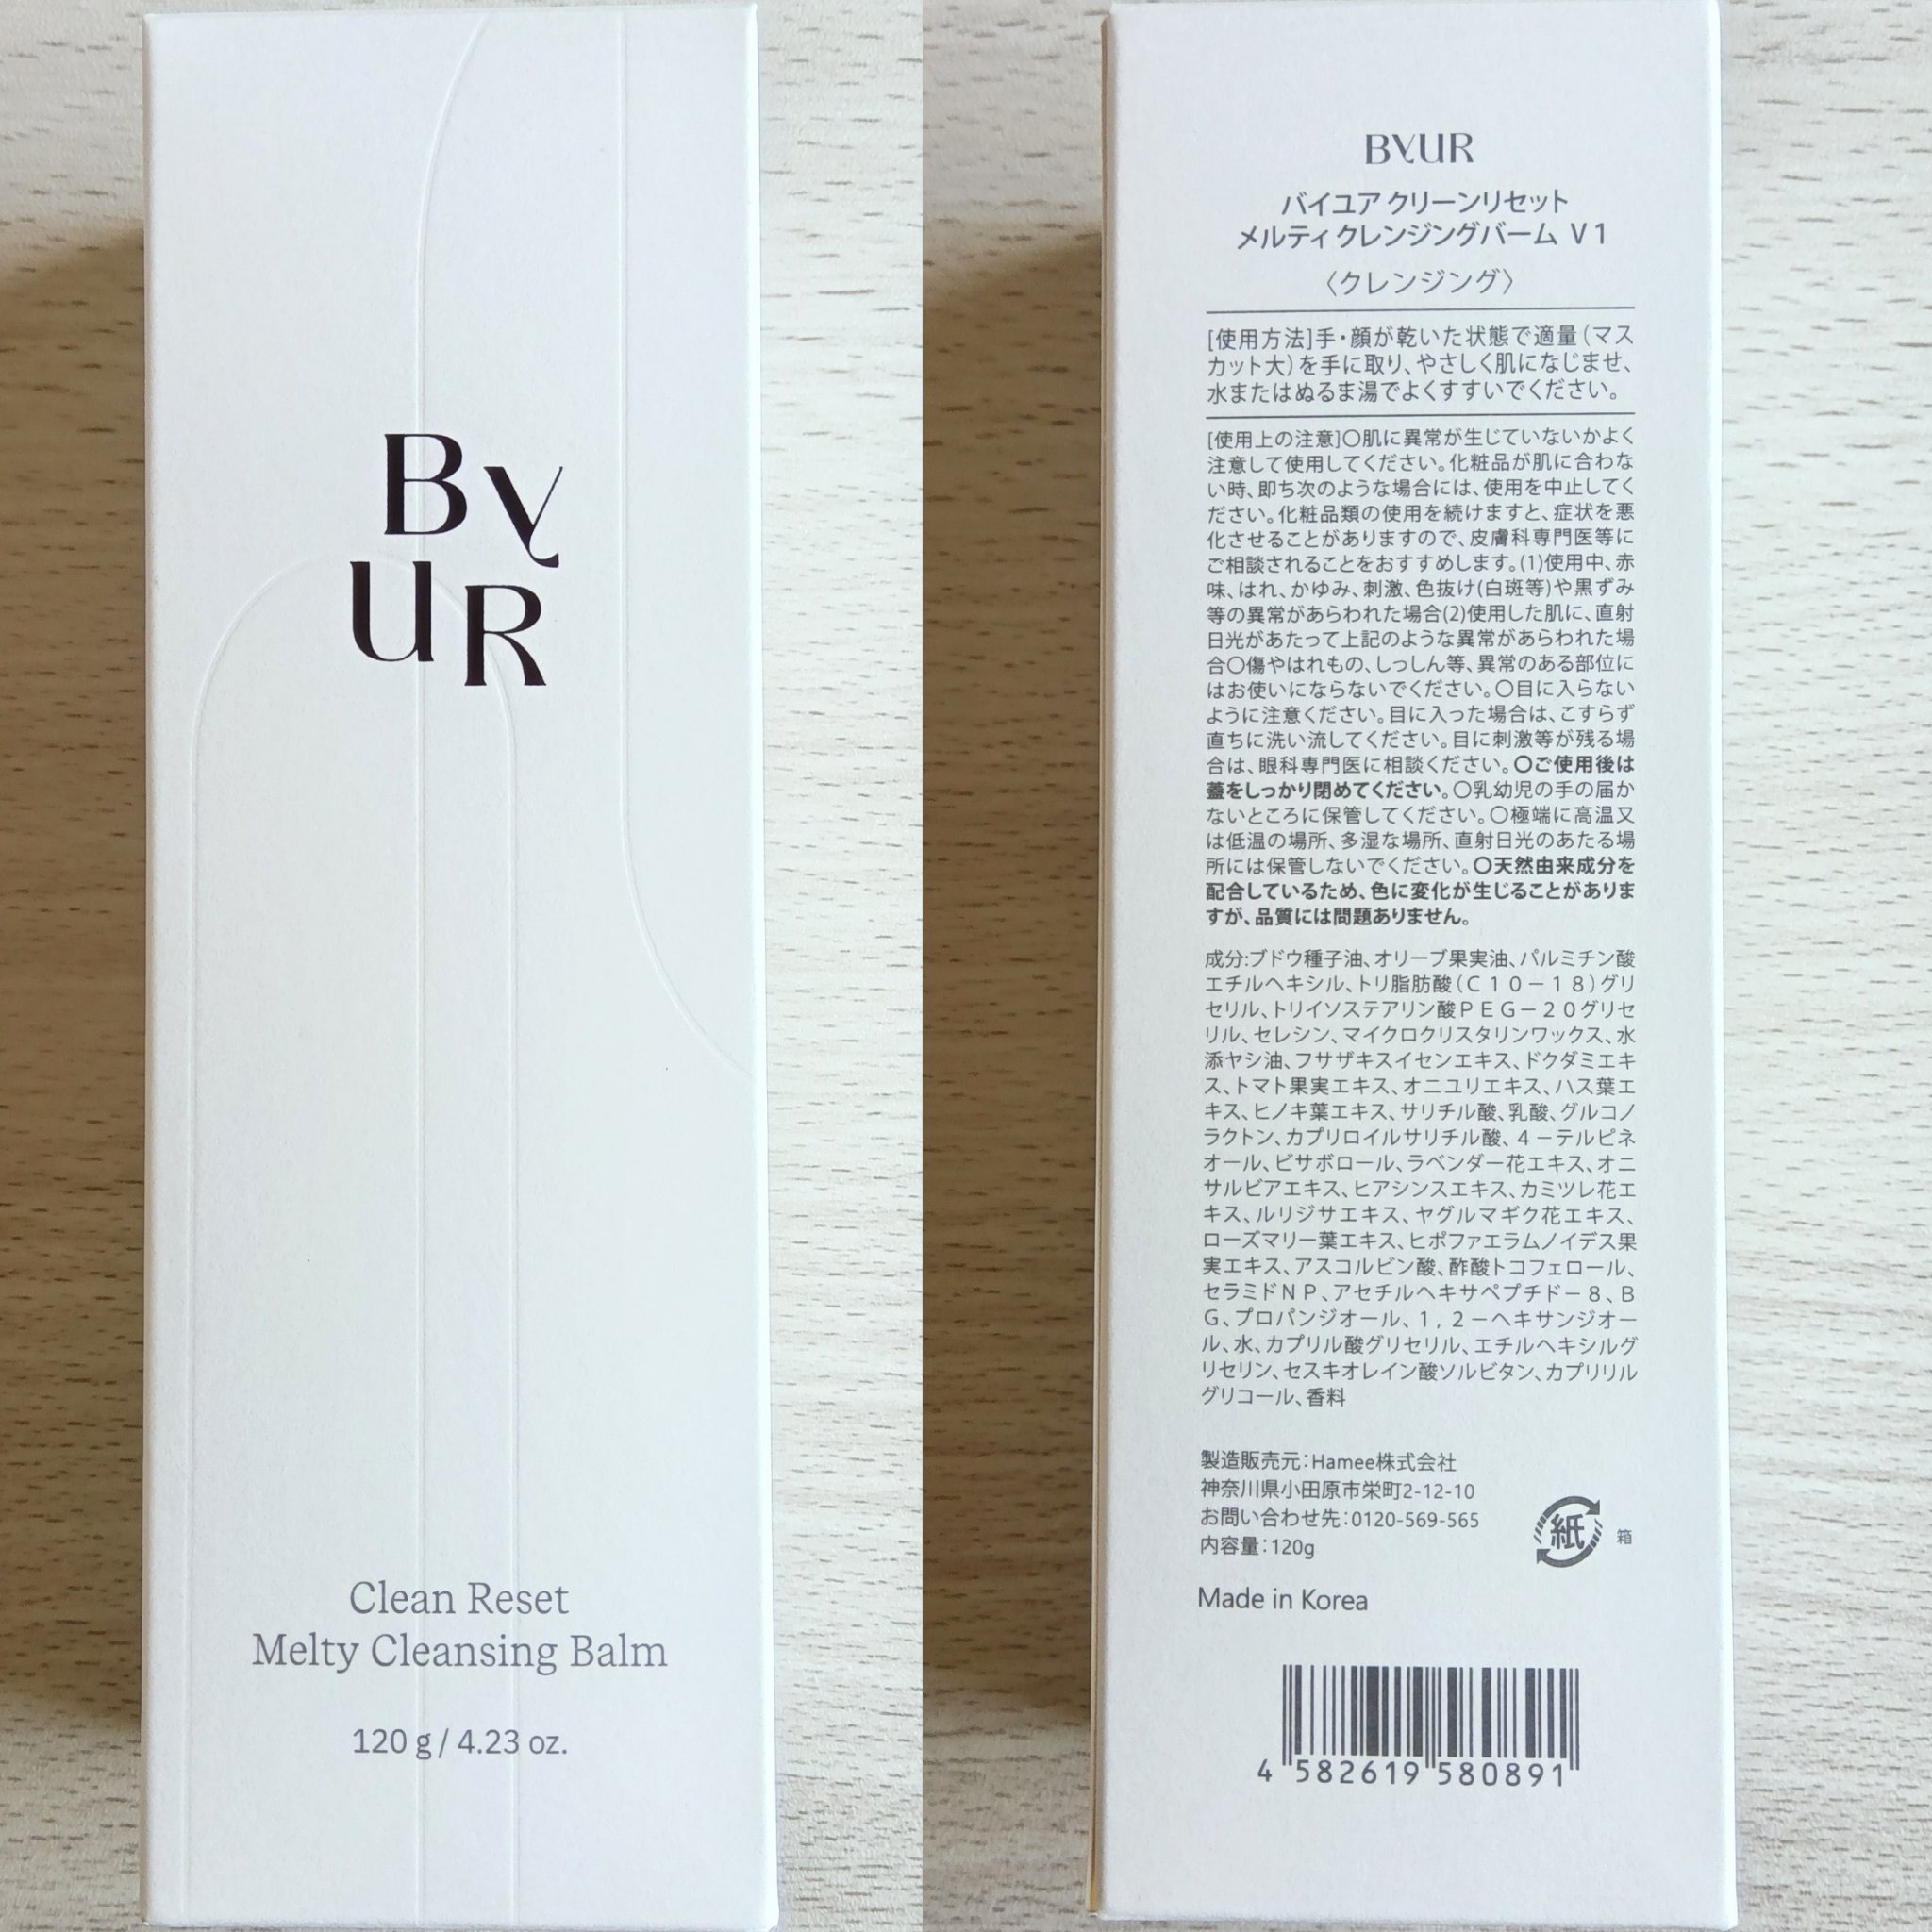 By
UR
Clean Reset
Melty Cleansing Balm
120 g / 4.23 oz.
BYUR
バイユア クリーンリセット
メルティ クレンジングバーム V1
〈クレンジング〉
[使用方法]手・顔が乾いた状態で適量(マス
カット大)を手に取り、やさしく肌になじませ、
水またはぬるま湯でよくすすいでください。
[使用上の注意]〇肌に異常が生じていないかよく
注意して使用してください。化粧品が肌に合わな
い時、即ち次のような場合には、使用を中止してく
ださい。化粧品類の使用を続けますと、症状を悪
化させることがありますので、皮膚科専門医等に
ご相談されることをおすすめします。(1)使用中、赤
味、はれ、かゆみ、刺激、色抜け(白斑等)や黒ずみ
等の異常があらわれた場合(2)使用した肌に、直射
日光があたって上記のような異常があらわれた場
合〇傷やはれもの、しっしん等、異常のある部位に
はお使いにならないでください。〇目に入らない
ように注意ください。目に入った場合は、こすらず
直ちに洗い流してください。目に刺激等が残る場
合は、眼科専門医に相談ください。〇ご使用後は
蓋をしっかり閉めてください。〇乳幼児の手の届か
ないところに保管してください。〇極端に高温又
は低温の場所、多湿な場所、直射日光のあたる場
所には保管しないでください。〇天然由来成分を
配合しているため、色に変化が生じることがありま
すが、品質には問題ありません。
成分:ブドウ種子油、オリーブ果実油、パルミチン酸
エチルヘキシル、トリ脂肪酸(C10－18)グリ
セリル、トリイソステアリン酸PEG－20グリセ
リル、セレシン、マイクロクリスタリンワックス、水
添ヤシ油、フサザキスイセンエキス、ドクダミエキ
ス、トマト果実エキス、オニユリエキス、ハス葉エ
キス、ヒノキ葉エキス、サリチル酸、乳酸、グルコノ
ラクトン、カプリロイルサリチル酸、4－テルピネ
オール、ビサボロール、ラベンダー花エキス、オニ
サルビアエキス、ヒアシンスエキス、カミツレ花エ
キス、ルリジサエキス、ヤグルマギク花エキス、
ローズマリー葉エキス、ヒポファエラムノイデス果
実エキス、アスコルビン酸、酢酸トコフェロール、
セラミドNP、アセチルヘキサペプチド－8、B
G、プロパンジオール、1,2－ヘキサンジオー
ル、水、カプリル酸グリセリル、エチルヘキシルグ
リセリン、セスキオレイン酸ソルビタン、カプリリル
グリコール、香料
製造販売元:Hamee株式会社
神奈川県小田原市栄町2-12-10
お問い合わせ先:0120-569-565
内容量:120g
紙 箱
Made in Korea
4 582619 580891